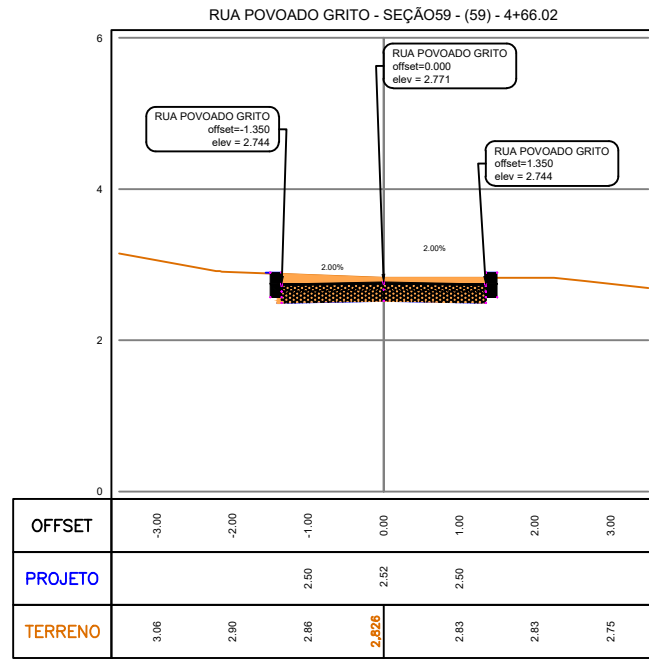 RUA POVOADO GRITO - SEÇÃO59 - (59) - 4+66.02
6
RUA POVOADO GRITO
offset=0.000
elev = 2.771
RUA POVOADO GRITO
offset=-1.350
elev = 2.744
RUA POVOADO GRITO
offset=1.350
elev = 2.744
4
2.00%
2.00%
2
0
OFFSET -3.00 -2.00 -1.00 0.00 1.00 2.00 3.00
PROJETO 2.50 2.52 2.50
TERRENO 3.06 2.90 2.86 2.826 2.83 2.83 2.75